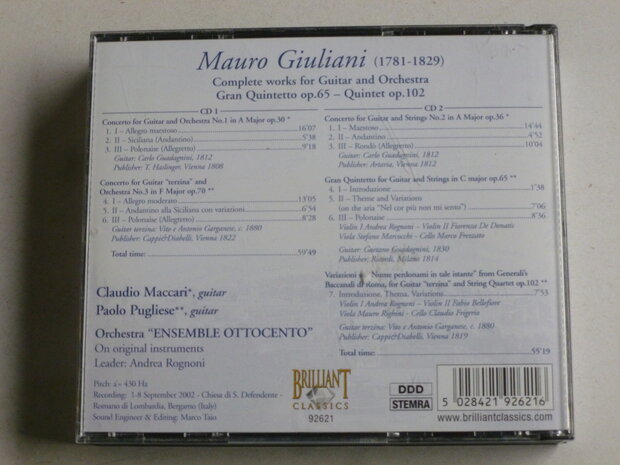 Mauro Giuliani (1781-1829)
Complete works for Guitar and Orchestra
Gran Quintetto op.65 – Quintet op.102
CD 1
Concerto for Guitar and Orchestra No.1 in A Major op.30 *
1. I – Allegro maestoso 16'07
2. II – Siciliana (Andantino) 5'38
3. III – Polonaise (Allegretto) 9'18
Guitar: Carlo Guadagnini, 1812
Publisher: T. Haslinger, Vienna 1808
Concerto for Guitar "terzina" and
Orchestra No.3 in F Major op.70 **
4. I – Allegro moderato 13'05
5. II – Andantino alla Siciliana con variazioni 6'54
6. III – Polonaise (Allegretto) 8'28
Guitar terzina: Vito e Antonio Garganese, c. 1880
Publisher: Cappi&Diabelli, Vienna 1822
Total time: 59'49
Claudio Maccari*, guitar
Paolo Pugliese**, guitar
Orchestra "ENSEMBLE OTTOCENTO"
On original instruments
Leader: Andrea Rognoni
Pitch: a'= 430 Hz
Recording: 1-8 September 2002 - Chiesa di S. Defendente -
Romano di Lombardia, Bergamo (Italy)
Sound Engineer & Editing: Marco Taio
CD 2
Concerto for Guitar and Strings No.2 in A Major op.36 *
1. I – Maestoso 14'44
2. II – Andantino 4'52
3. III – Rondò (Allegretto) 10'04
Guitar: Carlo Guadagnini, 1812
Publisher: Artaria, Vienna 1812
Gran Quintetto for Guitar and Strings in C major op.65 **
4. I – Introduzione 1'38
5. II – Theme and Variations
(on the aria "Nel cor più non mi sento") 7'06
6. III – Polonaise 8'36
Violin I Andrea Rognoni - Violin II Fiorenza De Donatis
Viola Stefano Marcocchi - Cello Marco Frezzato
Guitar: Gaetano Guadagnini, 1830
Publisher: Ricordi, Milano 1814
Variazioni Nume perdonami in tale istante" from Generali's
Baccanali di Roma, for Guitar "terzina" and String Quartet op.102 **
7. Introduzione, Thema, Variations 7'53
Violin I Andrea Rognoni - Violin II Fabio Bellofiore
Viola Mauro Righini - Cello Claudio Frigerio
Guitar terzina: Vito e Antonio Garganese, c. 1880
Publisher: Cappi&Diabelli, Vienna 1819
Total time: 55'19
BRILLIANT
CLASSICS
92621
DDD
STEMRA
5 028421 926216
www.brilliantclassics.com